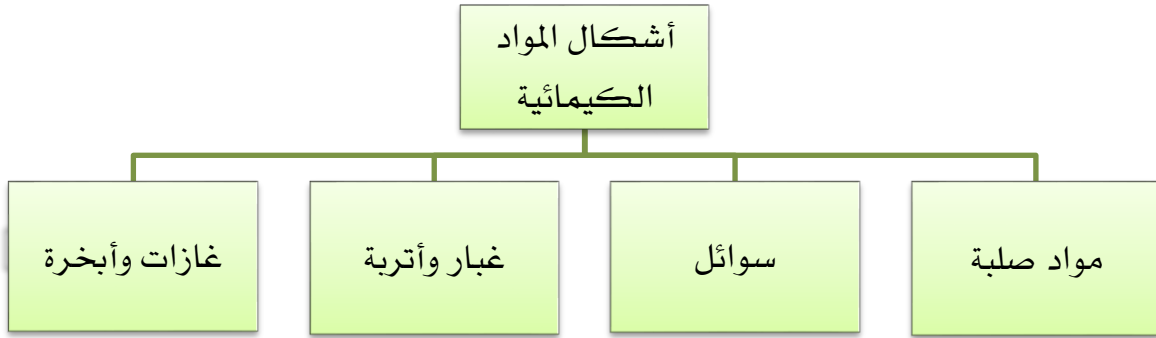 أشكال المواد
الكيمائية
مواد صلبة
سوائل
غبار وأتربة
غازات وأبخرة